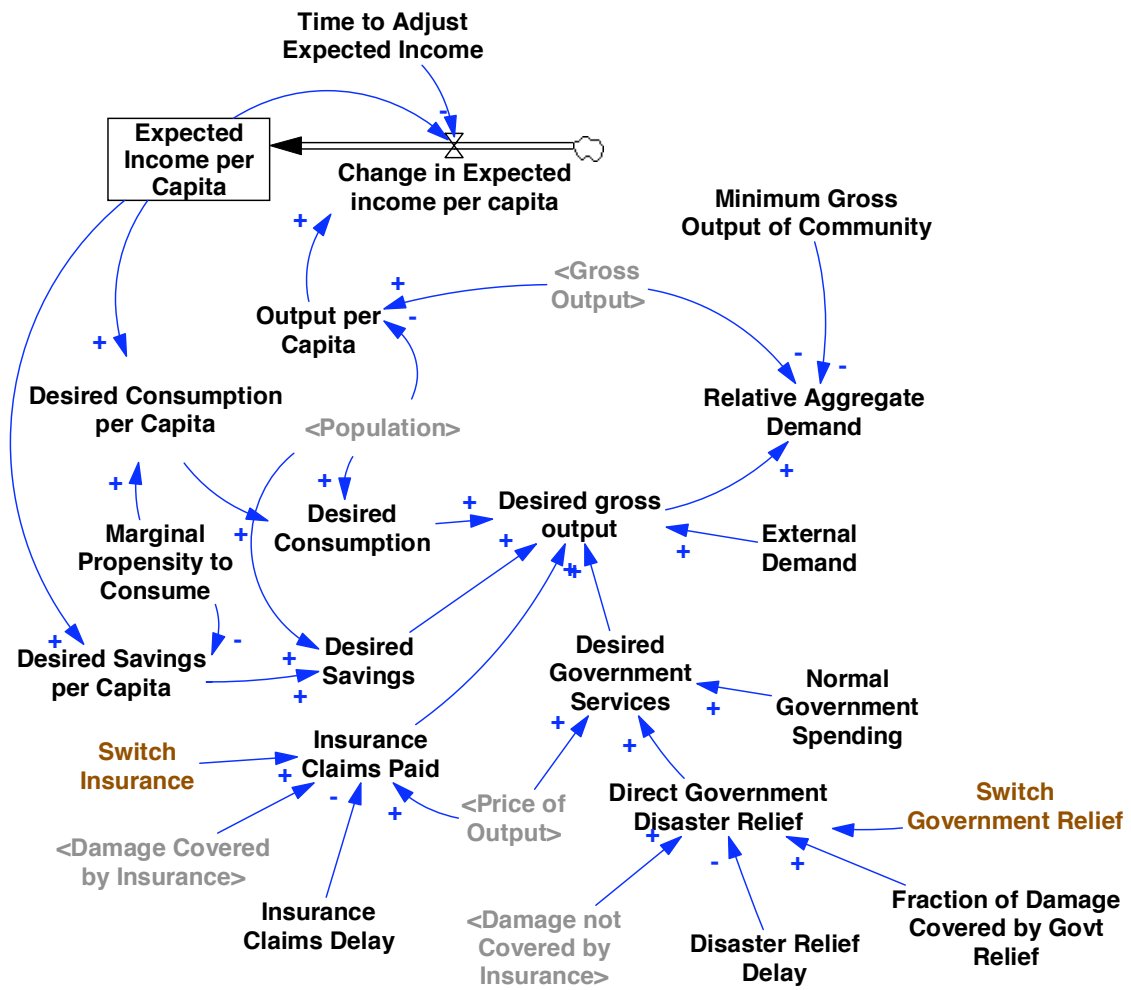 Time to Adjust
Expected Income
-
Expected
Income per
Capita
Change in Expected
income per capita
+
Minimum Gross
Output of Community
<Gross
Output>
+
Output per
Capita
-
-
-
+
Desired Consumption
per Capita
<Population>
Relative Aggregate
Demand
+
+
+
Marginal
Propensity to
Consume
+
Desired
Consumption
+
Desired gross
output
+
+
External
Demand
+
+
+
-
Desired Savings
per Capita
+
+
Desired
Savings
Desired
Government
Services
+
Normal
Government
Spending
Switch
Insurance
Insurance
Claims Paid
+
-
+
+
+
<Price of
Output>
Direct Government
Disaster Relief
Switch
Government Relief
<Damage Covered
by Insurance>
+
-
+
Insurance
Claims Delay
<Damage not
Covered by
Insurance>
Disaster Relief
Delay
Fraction of Damage
Covered by Govt
Relief